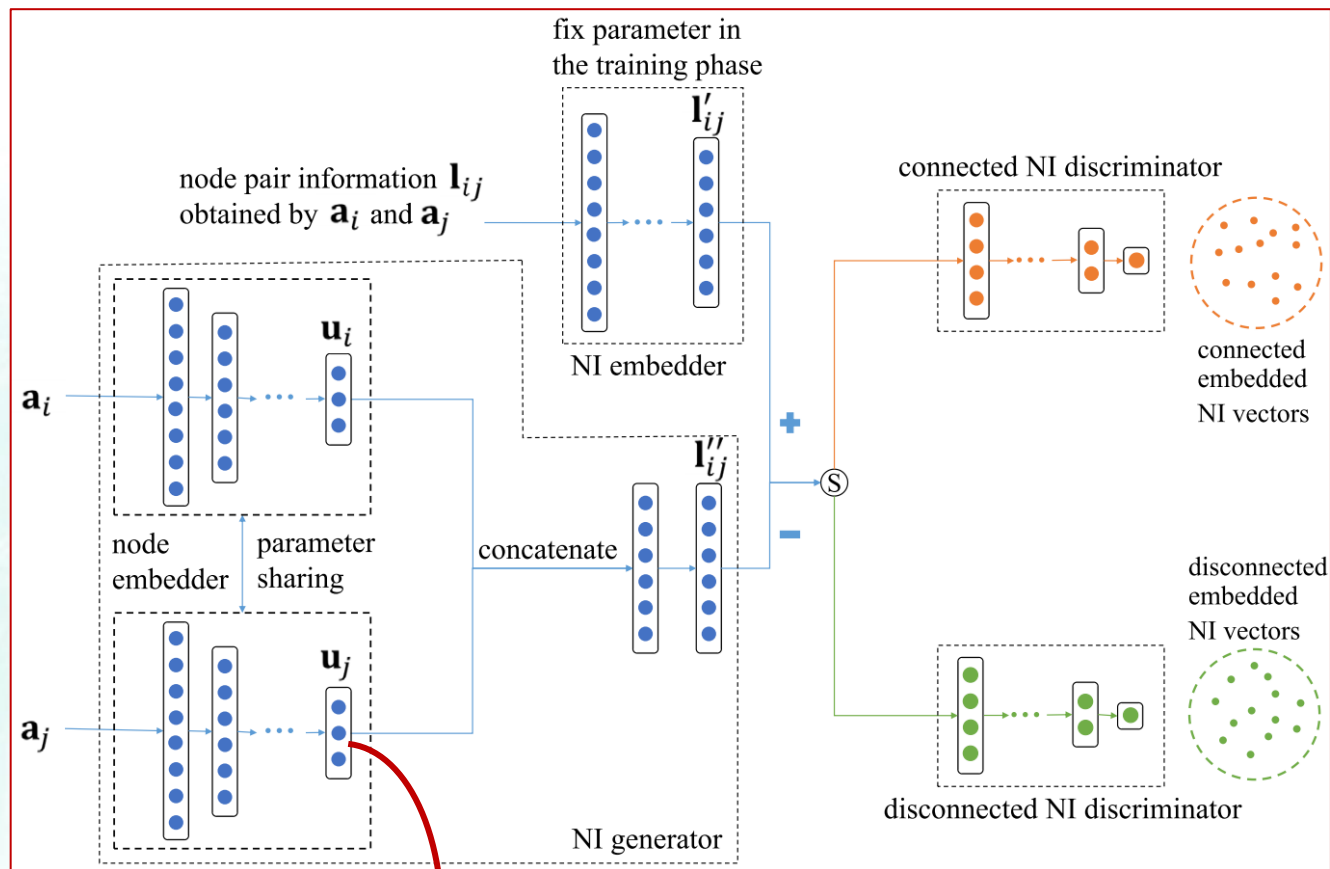 fix parameter in
the training phase
l′ij
node pair information lij
obtained by ai and aj
NI embedder
connected NI discriminator
connected
embedded
NI vectors
ai
ui
+
l′′ij
S
−
node
embedder
parameter
sharing
concatenate
aj
uj
NI generator
disconnected
embedded
NI vectors
disconnected NI discriminator